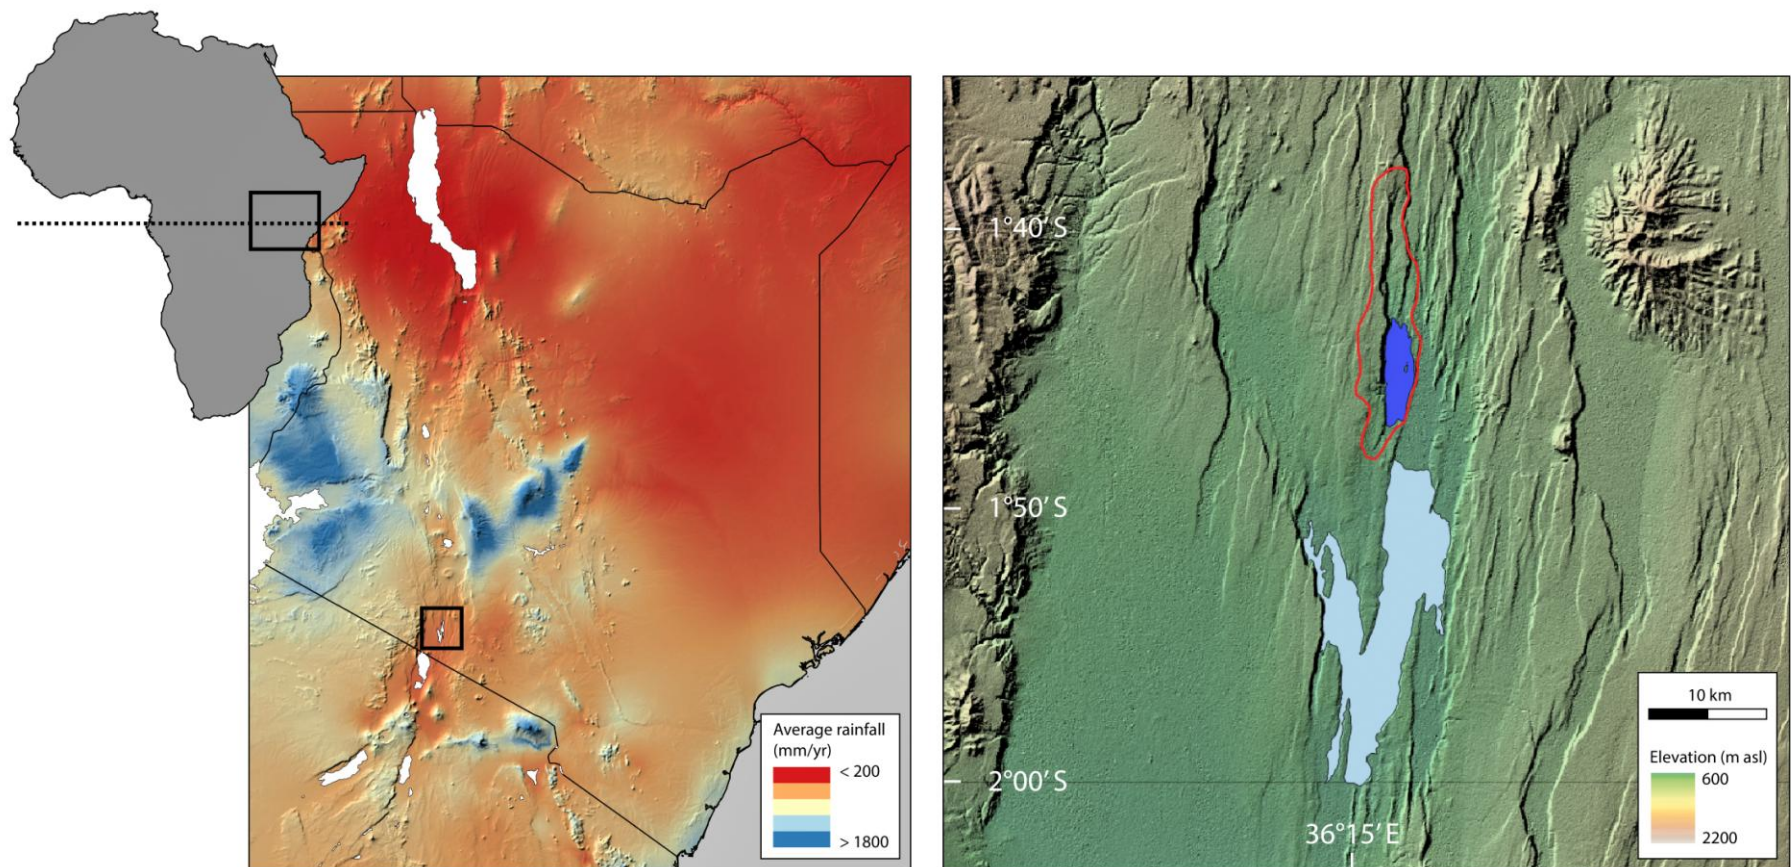 Average rainfall
(mm/yr)
< 200
> 1800
1°40′ S
1°50′ S
2°00′ S
36°15′ E
10 km
Elevation (m asl)
600
2200